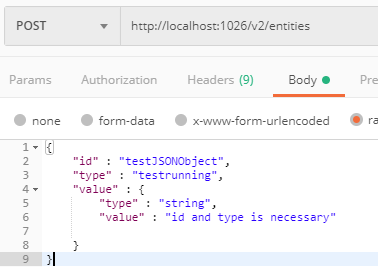 POST http://localhost:1026/v2/entities
Params Authorization Headers (9) Body Pre
none form-data x-www-form-urlencoded ra
1 {
2 "id" : "testJSONObject",
3 "type" : "testrunning",
4 "value" : {
5 "type" : "string",
6 "value" : "id and type is necessary"
7
8 }
9 }